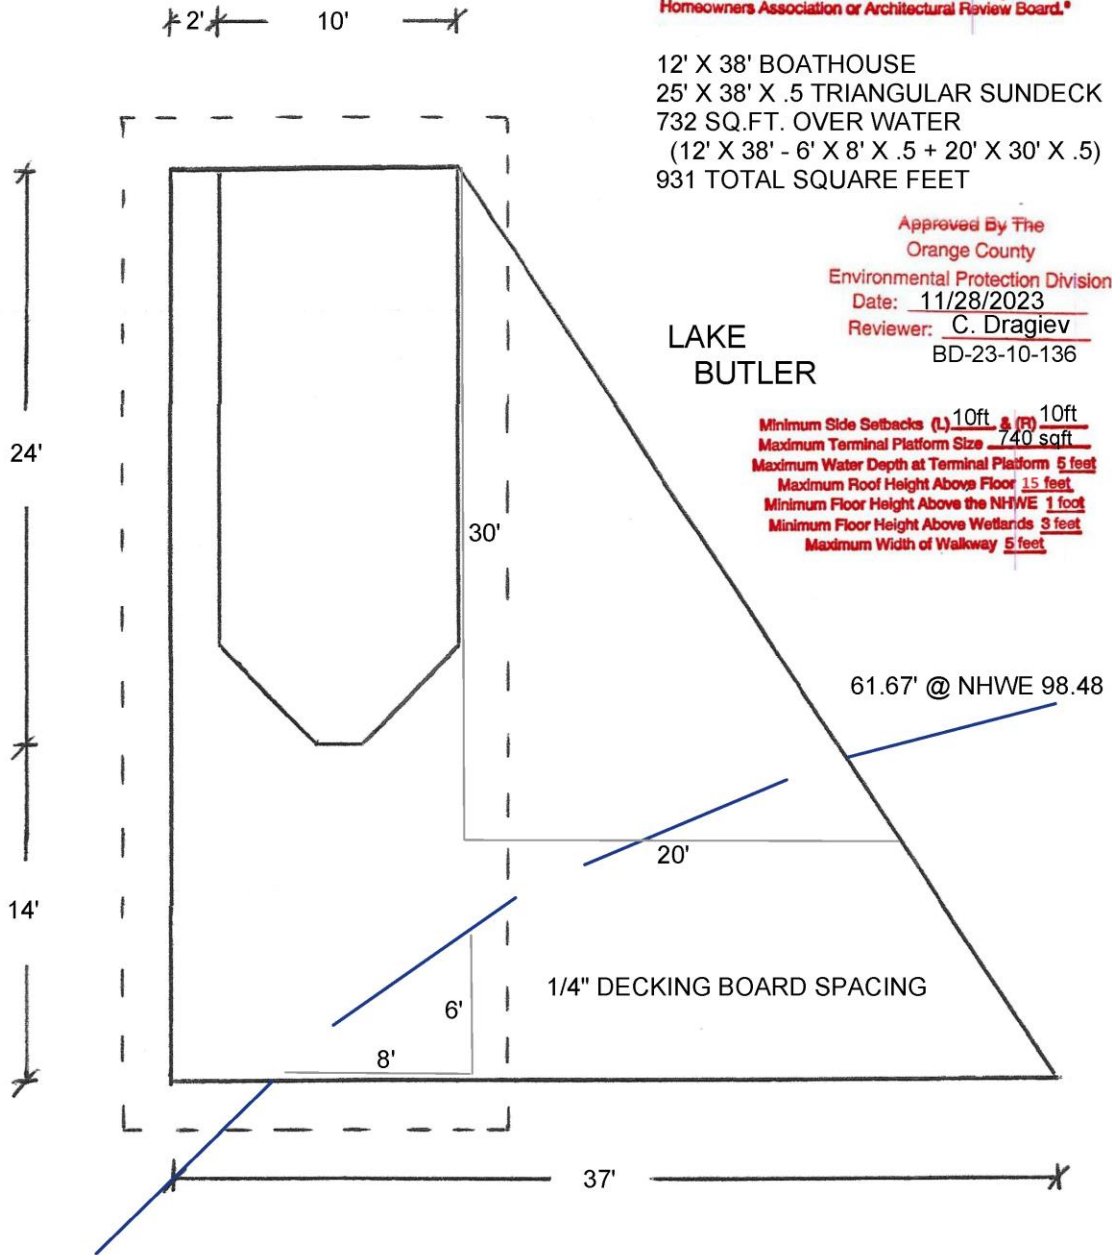 2' 10'
Homeowners Association or Architectural Review Board."
12' X 38' BOATHOUSE
25' X 38' X .5 TRIANGULAR SUNDECK
732 SQ.FT. OVER WATER
(12' X 38' - 6' X 8' X .5 + 20' X 30' X .5)
931 TOTAL SQUARE FEET
Approved By The
Orange County
Environmental Protection Division
Date: 11/28/2023
Reviewer: C. Dragiev
BD-23-10-136
LAKE
BUTLER
Minimum Side Setbacks (L) 10ft & (R) 10ft
Maximum Terminal Platform Size 740 sqft
Maximum Water Depth at Terminal Platform 5 feet
Maximum Roof Height Above Floor 15 feet
Minimum Floor Height Above the NHWE 1 foot
Minimum Floor Height Above Wetlands 3 feet
Maximum Width of Walkway 5 feet
24'
30'
61.67' @ NHWE 98.48
20'
14'
1/4" DECKING BOARD SPACING
6'
8'
37'